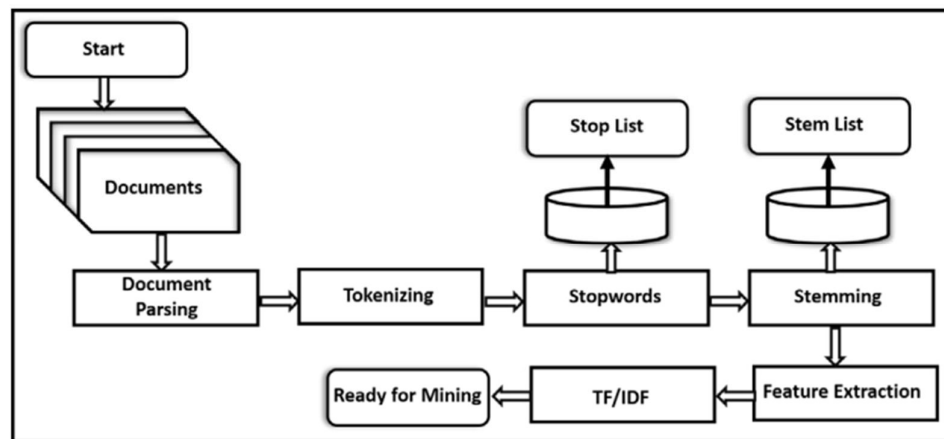 Start
Stop List
Stem List
Documents
Document
Parsing
Tokenizing
Stopwords
Stemming
Ready for Mining
TF/IDF
Feature Extraction